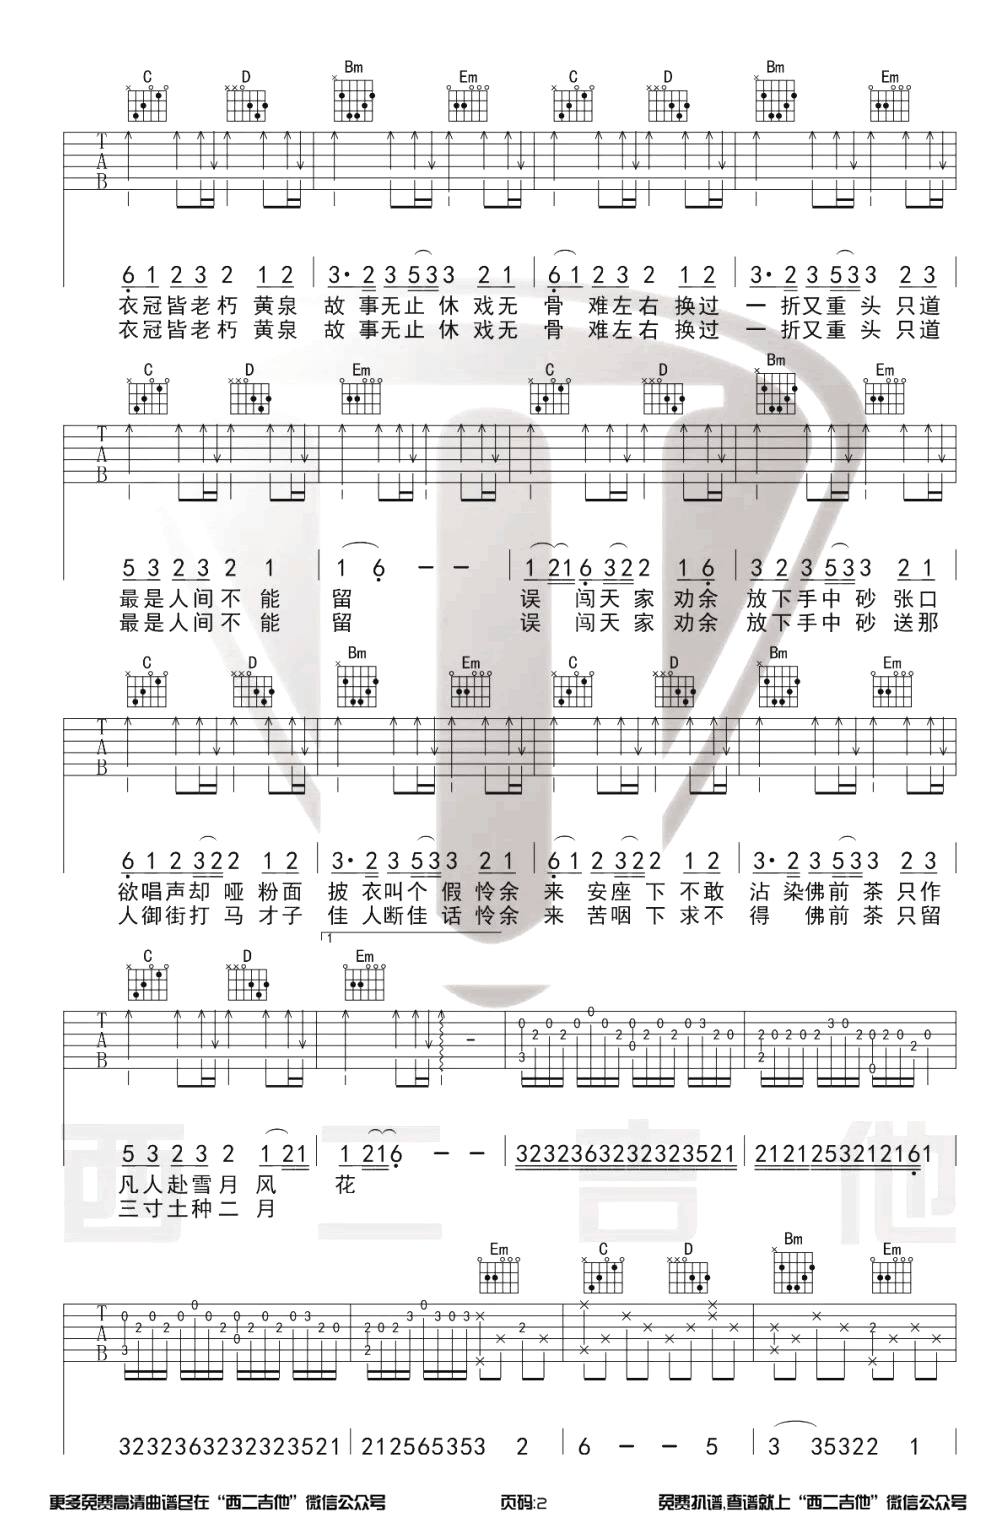 C D Bm Em C D Bm Em
T
A
B
6 1 2 3 2 1 2 3· 2 3 5 3 3 2 1 6 1 2 3 2 1 2 3· 2 3 5 3 3 2 3
衣冠皆老朽 黄泉 故事无止休戏无 骨 难左右换过 一折又重头只道
衣冠皆老朽 黄泉 故事无止休戏无 骨 难左右换过 一折又重头只道
C D Em C D Bm Em
T
A
B
5 3 2 3 2 1 1 6 - - 1 2 1 6 3 2 2 1 6 3 2 3 5 3 3 2 1
最是人间不能 留 误 闯天家劝余 放下手中砂张口
最是人间不能 留 误 闯天家劝余 放下手中砂送那
C D Bm Em C D Bm Em
T
A
B
6 1 2 3 2 2 1 2 3· 2 3 5 3 3 2 1 6 1 2 3 2 2 1 2 3· 2 3 5 3 3 2 3
欲唱声却哑粉面 披衣叫个假怜余 来 安座下不敢 沾染佛前茶只作
人御街打马才子 佳人断佳话怜余 来 苦咽下求不 得 佛前茶只留
1
C D Em
T
A
B
5 3 2 3 2 1 2 1 1 2 1 6 - - 3232363232323521 2121253212161
凡人赴雪月风 花
三寸土种二月
西二吉他
Em C D Bm Em
T
A
B
3232363232323521 2125653532 2 6 - - 5 3 35322 1
更多免费高清曲谱尽在“西二吉他”微信公众号 页码:2 免费扒谱,查谱就上“西二吉他”微信公众号